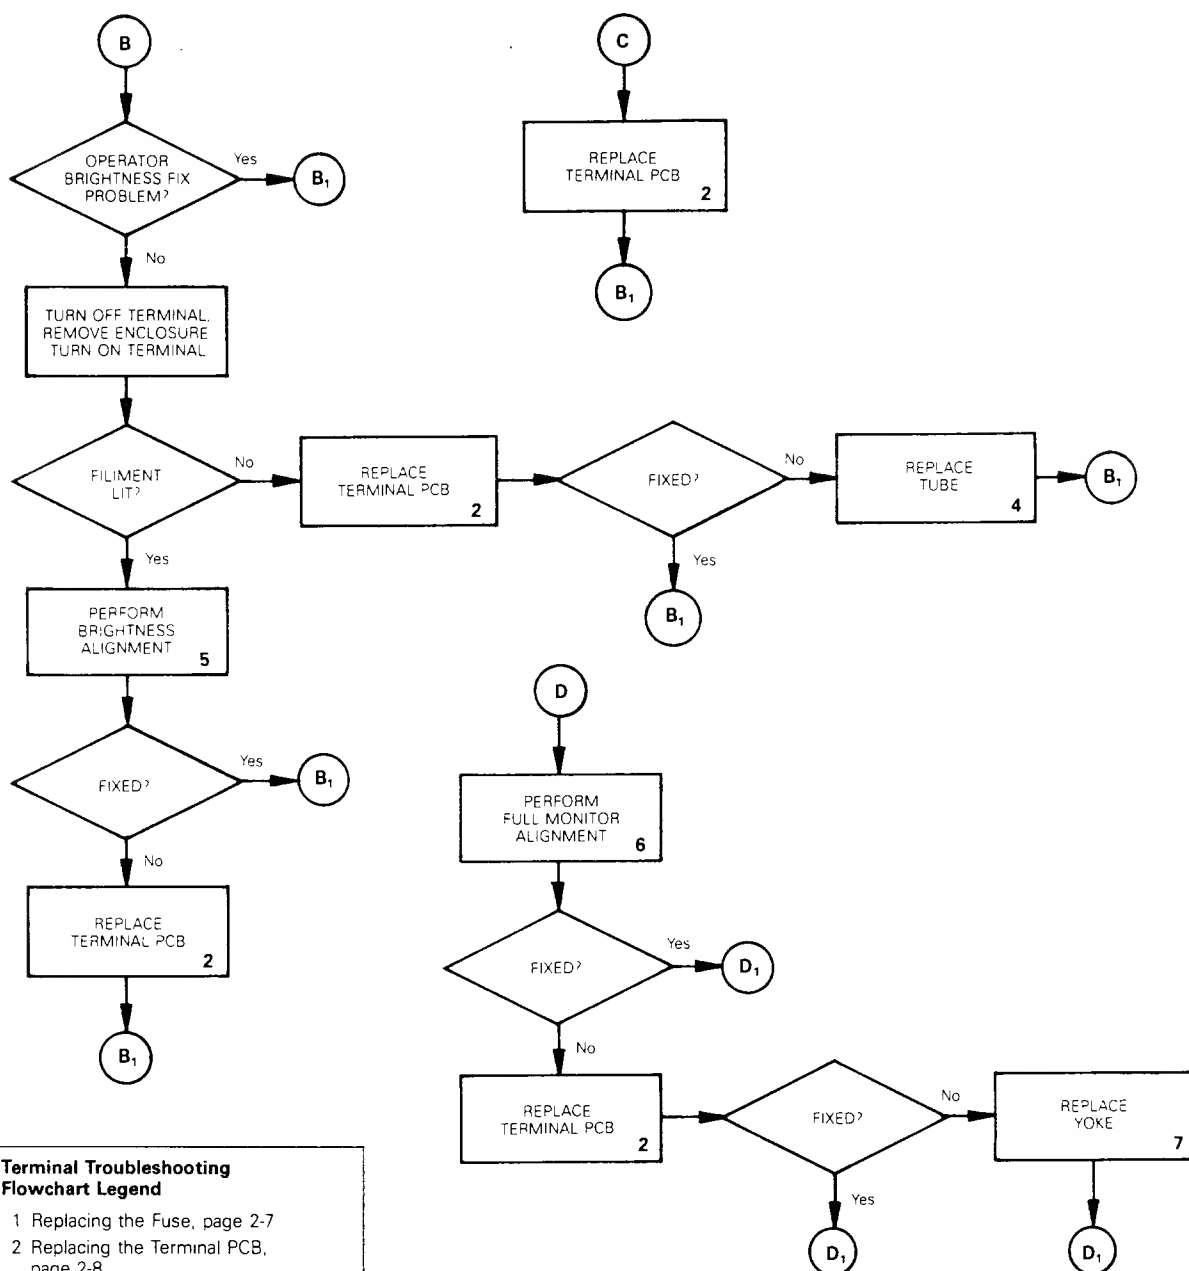 B
OPERATOR
BRIGHTNESS FIX
PROBLEM?
Yes
B₁
No
TURN OFF TERMINAL,
REMOVE ENCLOSURE
TURN ON TERMINAL
FILIMENT
LIT?
No
REPLACE
TERMINAL PCB
2
FIXED?
No
REPLACE
TUBE
4
B₁
Yes
B₁
Yes
PERFORM
BRIGHTNESS
ALIGNMENT
5
FIXED?
Yes
B₁
No
REPLACE
TERMINAL PCB
2
B₁
C
REPLACE
TERMINAL PCB
2
B₁
D
PERFORM
FULL MONITOR
ALIGNMENT
6
FIXED?
Yes
D₁
No
REPLACE
TERMINAL PCB
2
FIXED?
No
REPLACE
YOKE
7
D₁
Yes
D₁
Terminal Troubleshooting
Flowchart Legend
1 Replacing the Fuse, page 2-7
2 Replacing the Terminal PCB,
page 2-8